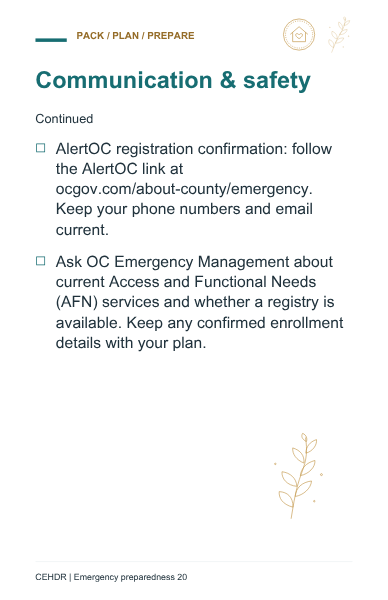 PACK / PLAN / PREPARE
Communication & safety
Continued
☐ AlertOC registration confirmation: follow
the AlertOC link at
ocgov.com/about-county/emergency.
Keep your phone numbers and email
current.
☐ Ask OC Emergency Management about
current Access and Functional Needs
(AFN) services and whether a registry is
available. Keep any confirmed enrollment
details with your plan.
CEHDR | Emergency preparedness 20